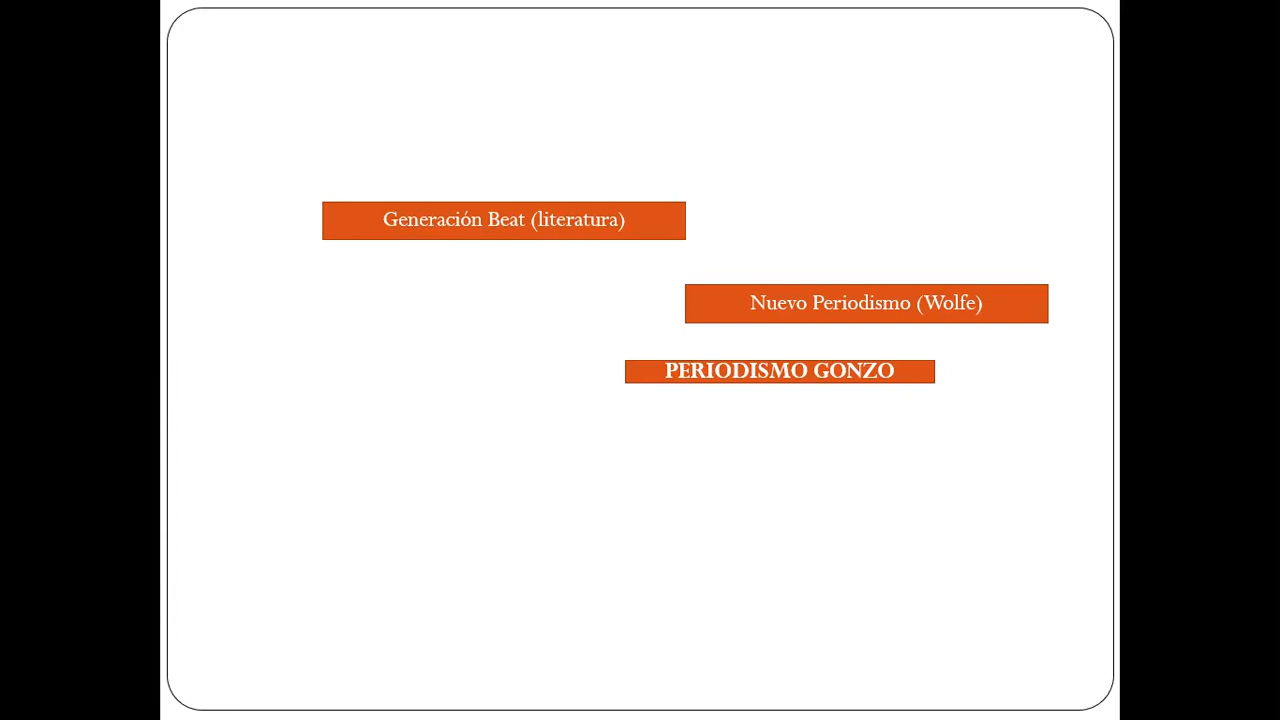 Generación Beat (literatura)
Nuevo Periodismo (Wolfe)
PERIODISMO GONZO